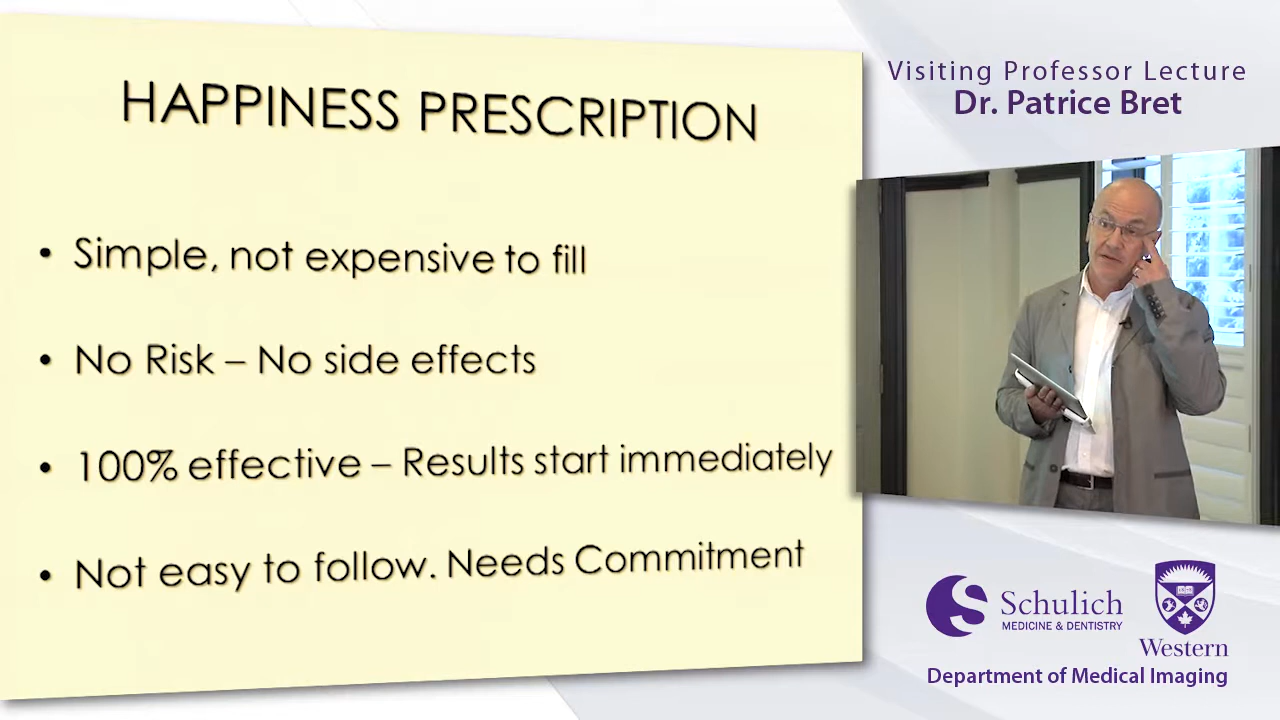 HAPPINESS PRESCRIPTION
• Simple, not expensive to fill
• No Risk – No side effects
• 100% effective – Results start immediately
• Not easy to follow. Needs Commitment
Visiting Professor Lecture
Dr. Patrice Bret
Schulich
MEDICINE & DENTISTRY
Western
Department of Medical Imaging